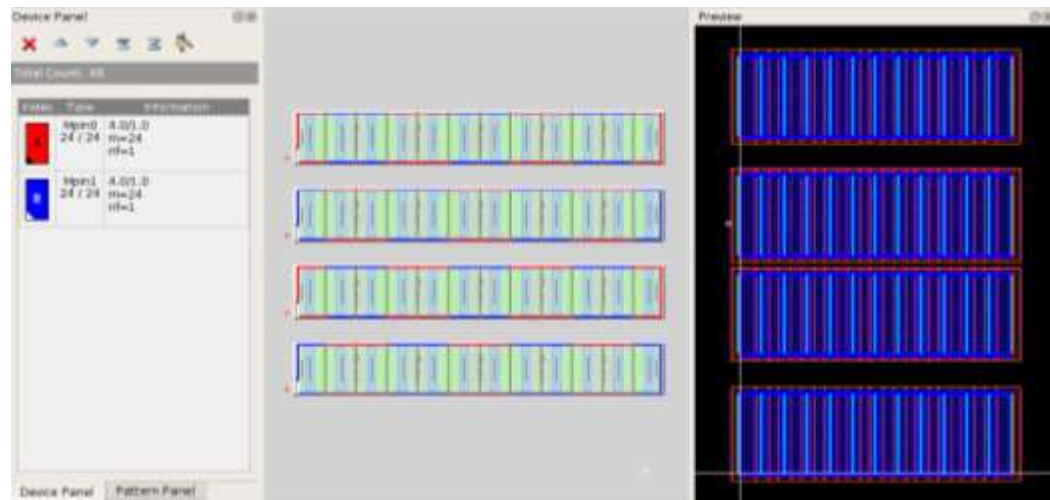 Device Panel
Total Count: 48
Index Type Information
A Mpin0 4.0/1.0
24 / 24 m=24
nf=1
B Mpin1 4.0/1.0
24 / 24 m=24
nf=1
Device Panel Pattern Panel
Preview